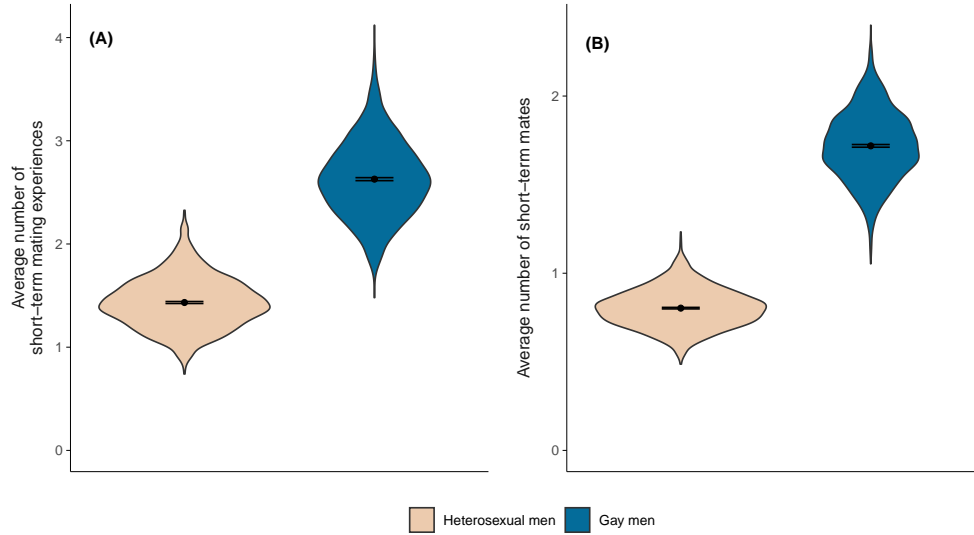 (A)
Average number of
short−term mating experiences
4
3
2
1
0
(B)
Average number of short−term mates
2
1
0
Heterosexual men
Gay men